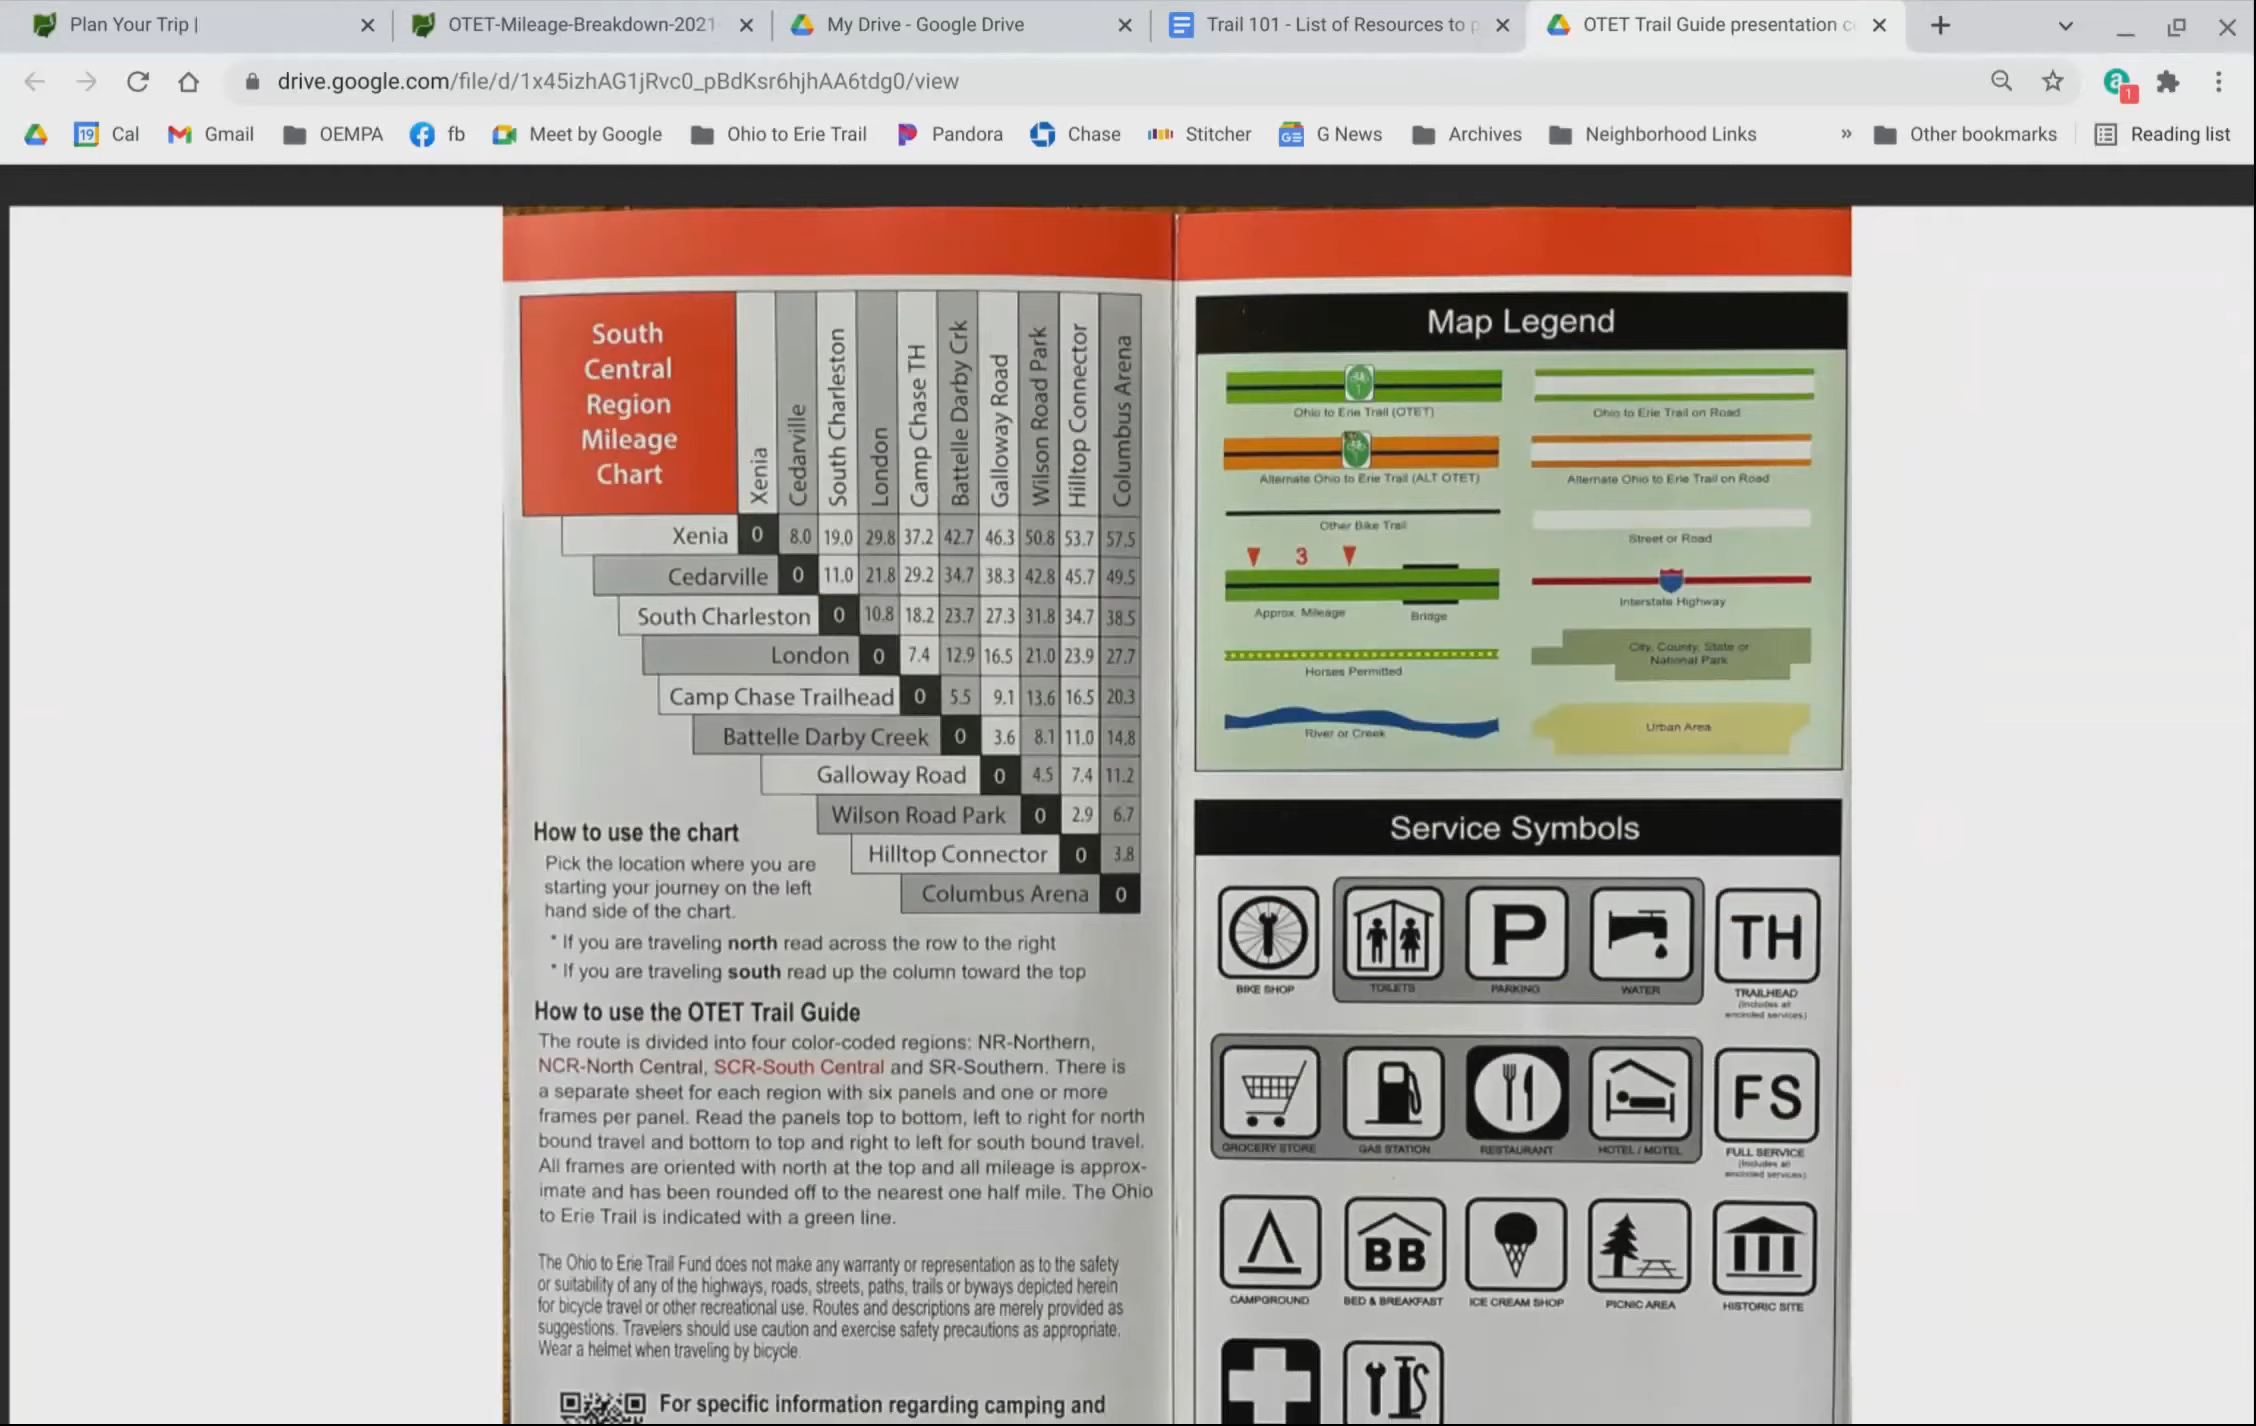 Plan Your Trip |
OTET-Mileage-Breakdown-2021
My Drive - Google Drive
Trail 101 - List of Resources to p
OTET Trail Guide presentation c
drive.google.com/file/d/1x45izhAG1jRvc0_pBdKsr6hjhAA6tdg0/view
1
19 Cal
Gmail
OEMPA
fb
Meet by Google
Ohio to Erie Trail
Pandora
Chase
Stitcher
GE G News
Archives
Neighborhood Links
»
Other bookmarks
Reading list
South
Central
Region
Mileage
Chart
Xenia
Cedarville
South Charleston
London
Camp Chase TH
Battelle Darby Crk
Galloway Road
Wilson Road Park
Hilltop Connector
Columbus Arena
Xenia 0 8.0 19.0 29.8 37.2 42.7 46.3 50.8 53.7 57.5
Cedarville 0 11.0 21.8 29.2 34.7 38.3 42.8 45.7 49.5
South Charleston 0 10.8 18.2 23.7 27.3 31.8 34.7 38.5
London 0 7.4 12.9 16.5 21.0 23.9 27.7
Camp Chase Trailhead 0 5.5 9.1 13.6 16.5 20.3
Battelle Darby Creek 0 3.6 8.1 11.0 14.8
Galloway Road 0 4.5 7.4 11.2
Wilson Road Park 0 2.9 6.7
Hilltop Connector 0 3.8
Columbus Arena 0
How to use the chart
Pick the location where you are
starting your journey on the left
hand side of the chart.
* If you are traveling north read across the row to the right
* If you are traveling south read up the column toward the top
How to use the OTET Trail Guide
The route is divided into four color-coded regions: NR-Northern,
NCR-North Central, SCR-South Central and SR-Southern. There is
a separate sheet for each region with six panels and one or more
frames per panel. Read the panels top to bottom, left to right for north
bound travel and bottom to top and right to left for south bound travel.
All frames are oriented with north at the top and all mileage is approx-
imate and has been rounded off to the nearest one half mile. The Ohio
to Erie Trail is indicated with a green line.
The Ohio to Erie Trail Fund does not make any warranty or representation as to the safety
or suitability of any of the highways, roads, streets, paths, trails or byways depicted herein
for bicycle travel or other recreational use. Routes and descriptions are merely provided as
suggestions. Travelers should use caution and exercise safety precautions as appropriate.
Wear a helmet when traveling by bicycle.
For specific information regarding camping and
Map Legend
1
Ohio to Erie Trail (OTET)
Ohio to Erie Trail on Road
Alternate Ohio to Erie Trail (ALT OTET)
Alternate Ohio to Erie Trail on Road
Other Bike Trail
Street or Road
3
Approx. Mileage
Bridge
Interstate Highway
Horses Permitted
City, County, State or
National Park
River or Creek
Urban Area
Service Symbols
P
TH
BIKE SHOP
TOILETS
PARKING
WATER
TRAILHEAD
(includes all
encircled services)
FS
GROCERY STORE
GAS STATION
RESTAURANT
HOTEL / MOTEL
FULL SERVICE
(includes all
encircled services)
BB
CAMPGROUND
BED & BREAKFAST
ICE CREAM SHOP
PICNIC AREA
HISTORIC SITE